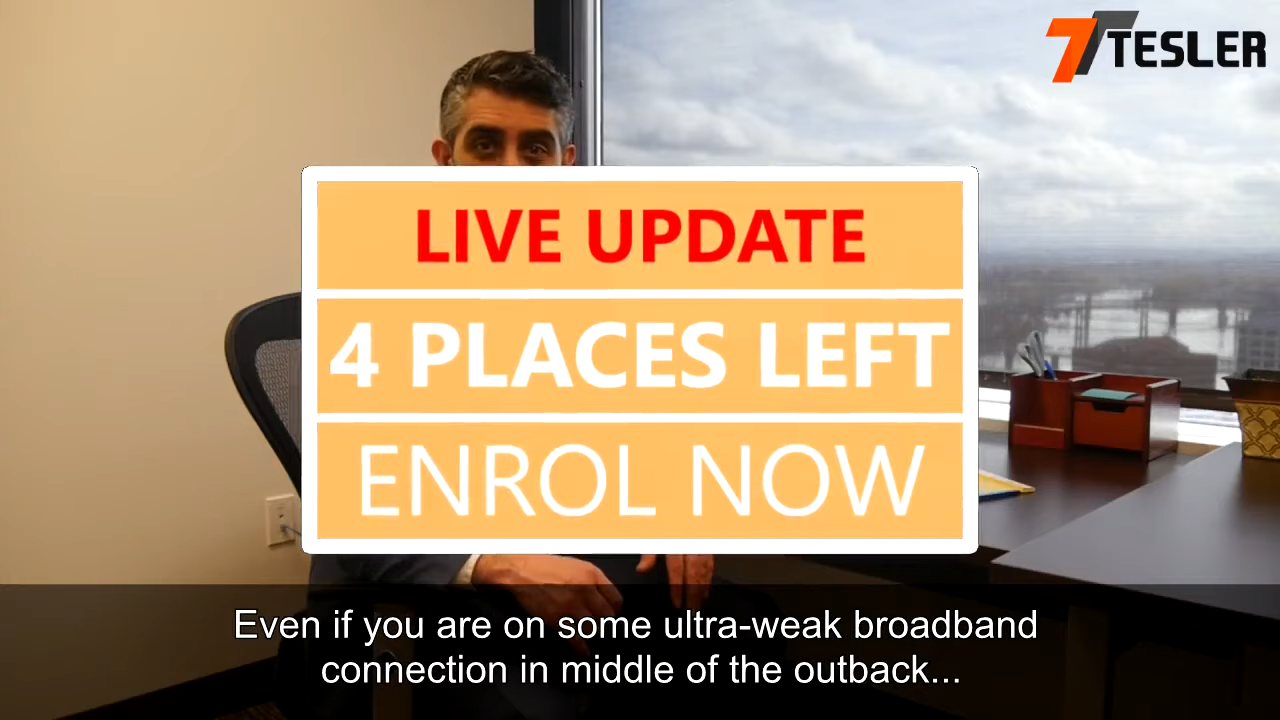 TESLER
LIVE UPDATE
4 PLACES LEFT
ENROL NOW
Even if you are on some ultra-weak broadband
connection in middle of the outback...